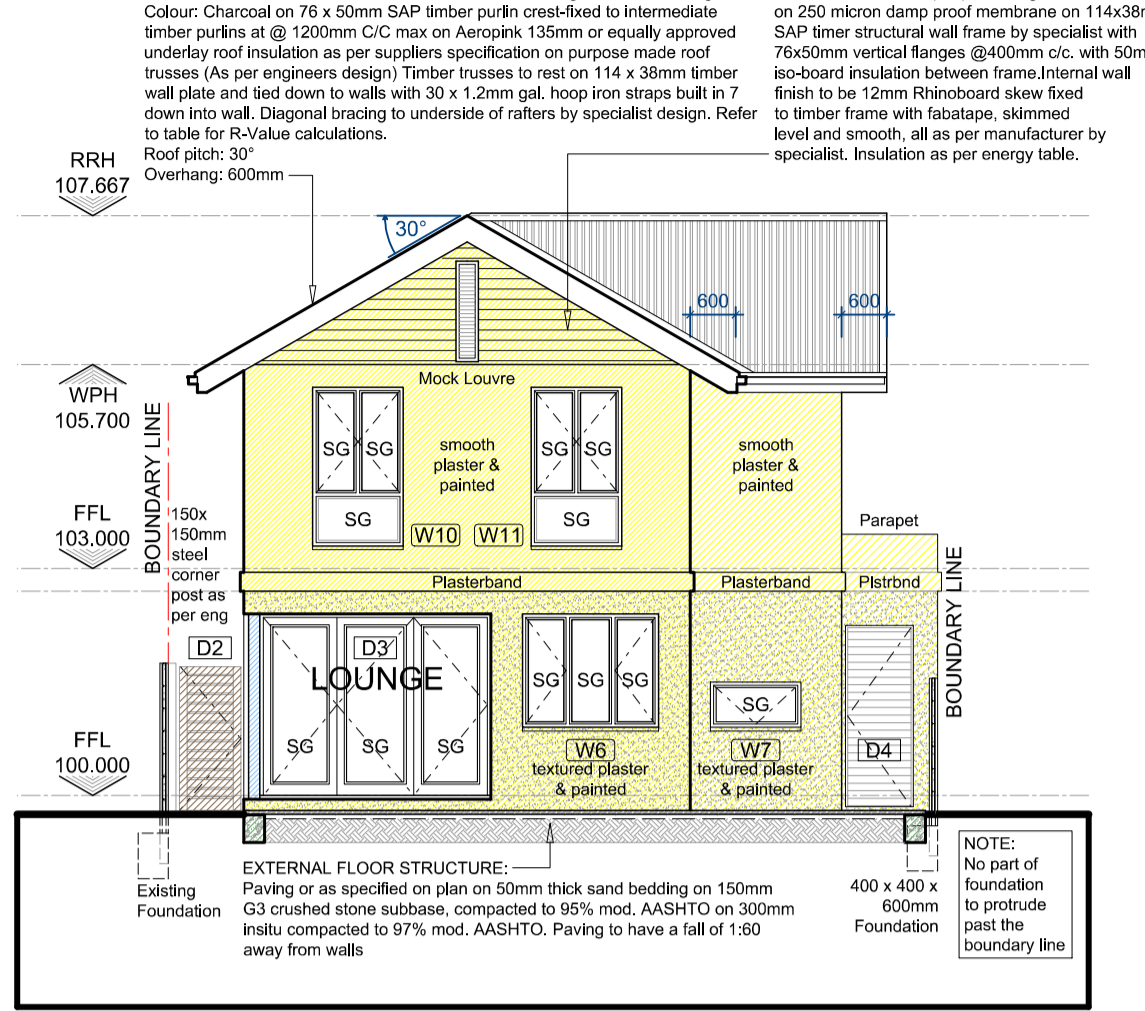 Colour: Charcoal on 76 x 50mm SAP timber purlin crest-fixed to intermediate
timber purlins at @ 1200mm C/C max on Aeropink 135mm or equally approved
underlay roof insulation as per suppliers specification on purpose made roof
trusses (As per engineers design) Timber trusses to rest on 114 x 38mm timber
wall plate and tied down to walls with 30 x 1.2mm gal. hoop iron straps built in 7
down into wall. Diagonal bracing to underside of rafters by specialist design. Refer
to table for R-Value calculations.
Roof pitch: 30°
Overhang: 600mm
on 250 micron damp proof membrane on 114x38m
SAP timer structural wall frame by specialist with
76x50mm vertical flanges @400mm c/c. with 50m
iso-board insulation between frame.Internal wall
finish to be 12mm Rhinoboard skew fixed
to timber frame with fabatape, skimmed
level and smooth, all as per manufacturer by
specialist. Insulation as per energy table.
RRH
107.667
30°
600
600
WPH
105.700
Mock Louvre
BOUNDARY LINE
SG
SG
SG
SG
smooth
plaster &
painted
smooth
plaster &
painted
SG
SG
W10
W11
FFL
103.000
150x
150mm
steel
corner
post as
per eng
Parapet
Plasterband
Plasterband
Plstrbnd
BOUNDARY LINE
D2
D3
LOUNGE
SG
SG
SG
SG
SG
SG
SG
W6
W7
D4
textured plaster
& painted
textured plaster
& painted
FFL
100.000
Existing
Foundation
EXTERNAL FLOOR STRUCTURE:
Paving or as specified on plan on 50mm thick sand bedding on 150mm
G3 crushed stone subbase, compacted to 95% mod. AASHTO on 300mm
insitu compacted to 97% mod. AASHTO. Paving to have a fall of 1:60
away from walls
400 x 400 x
600mm
Foundation
NOTE:
No part of
foundation
to protrude
past the
boundary line